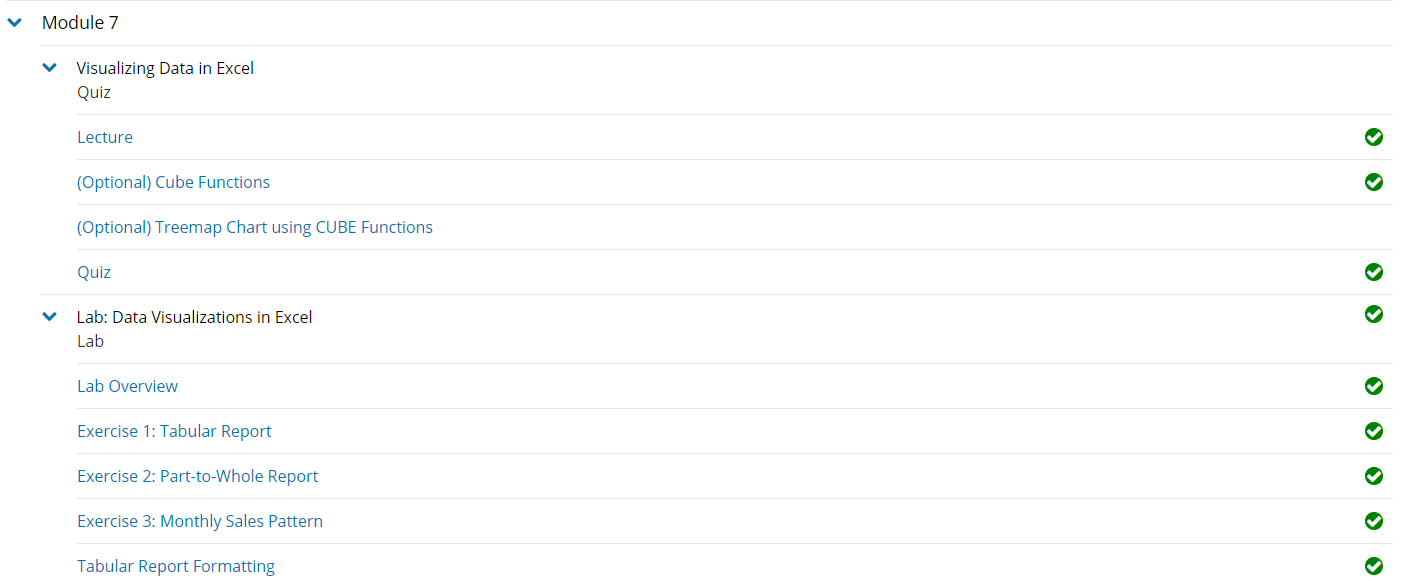 Module 7
Visualizing Data in Excel
Quiz
Lecture
(Optional) Cube Functions
(Optional) Treemap Chart using CUBE Functions
Quiz
Lab: Data Visualizations in Excel
Lab
Lab Overview
Exercise 1: Tabular Report
Exercise 2: Part-to-Whole Report
Exercise 3: Monthly Sales Pattern
Tabular Report Formatting